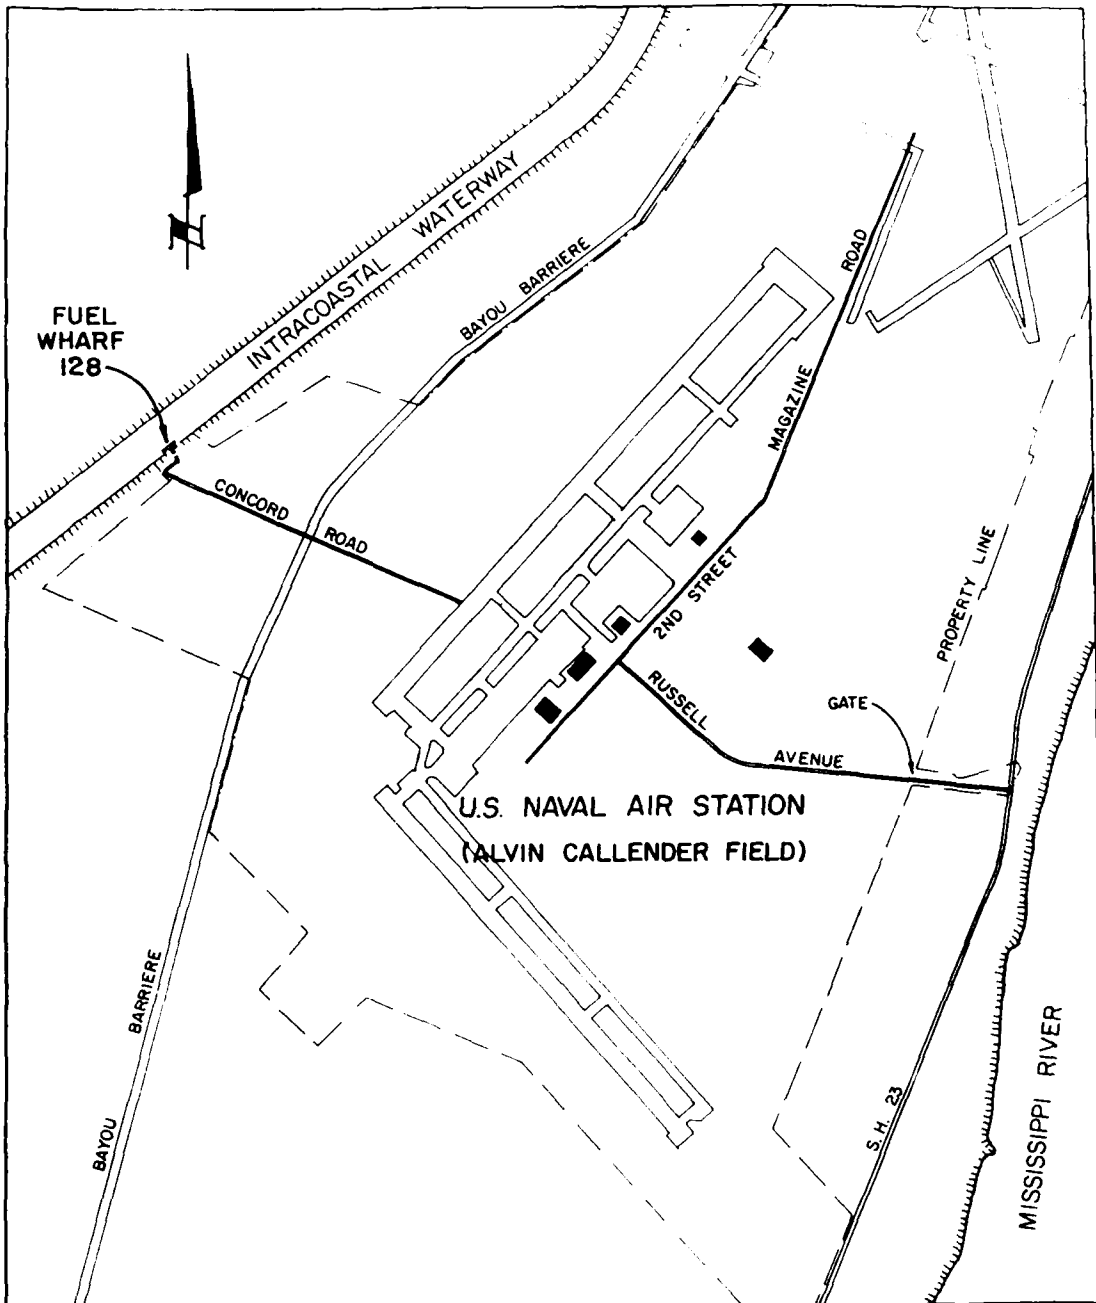 INTRACOASTAL WATERWAY
N
BAYOU BARRIERE
ROAD
FUEL
WHARF
128
MAGAZINE
CONCORD ROAD
2ND STREET
PROPERTY LINE
RUSSELL AVENUE
GATE
U.S. NAVAL AIR STATION
(ALVIN CALLENDER FIELD)
BAYOU BARRIERE
S.H. 23
MISSISSIPPI RIVER